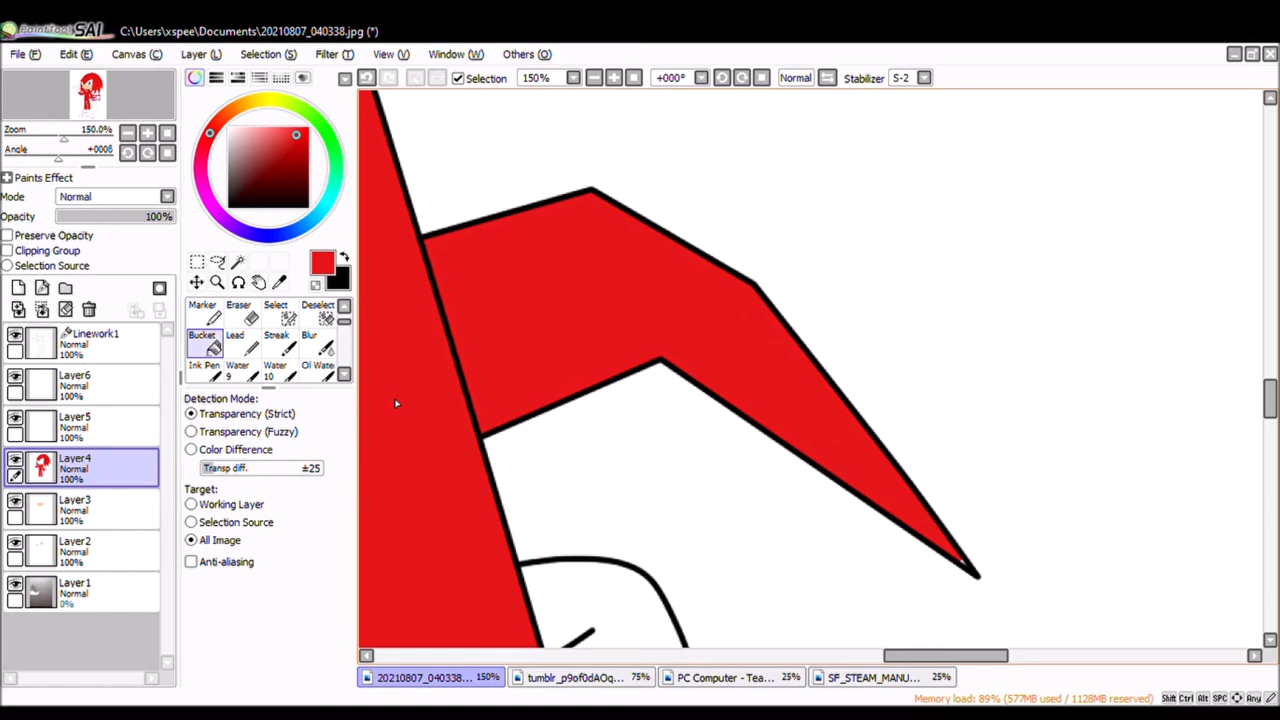 PaintTool SAI C:\Users\xspee\Documents\20210807_040338.jpg (*)
File (F) Edit (E) Canvas (C) Layer (L) Selection (S) Filter (T) View (V) Window (W) Others (O)
Selection 150% +000° Normal Stabilizer S-2
Zoom 150.0%
Angle +000ß
Paints Effect
Mode Normal
Opacity 100%
Preserve Opacity
Clipping Group
Selection Source
Linework1
Normal
100%
Layer6
Normal
100%
Layer5
Normal
100%
Layer4
Normal
100%
Layer3
Normal
100%
Layer2
Normal
100%
Layer1
Normal
0%
Marker Eraser Select Deselect
Bucket Lead Streak Blur
Ink Pen Water 9 Water 10 Oil Wate
Detection Mode:
Transparency (Strict)
Transparency (Fuzzy)
Color Difference
Transp diff. ±25
Target:
Working Layer
Selection Source
All Image
Anti-aliasing
20210807_040338... 150% tumblr_p9of0dAOq... 75% PC Computer - Tea... 25% SF_STEAM_MANU... 25%
Memory load: 89% (577MB used / 1128MB reserved) Shift Ctrl Alt SPC Any